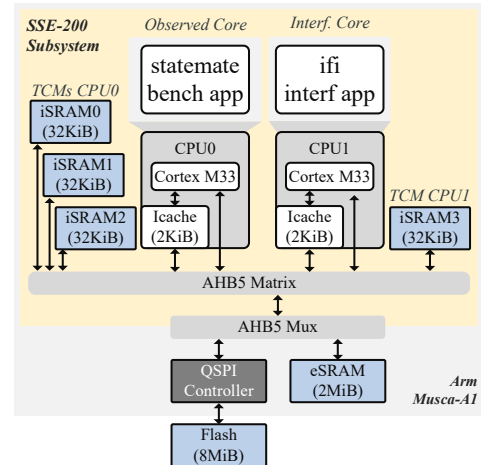 SSE-200
Subsystem
Observed Core
Interf. Core
statemate
bench app
ifi
interf app
TCMs CPU0
iSRAM0
(32KiB)
iSRAM1
(32KiB)
iSRAM2
(32KiB)
CPU0
Cortex M33
Icache
(2KiB)
CPU1
Cortex M33
Icache
(2KiB)
TCM CPU1
iSRAM3
(32KiB)
AHB5 Matrix
AHB5 Mux
QSPI
Controller
eSRAM
(2MiB)
Arm
Musca-A1
Flash
(8MiB)